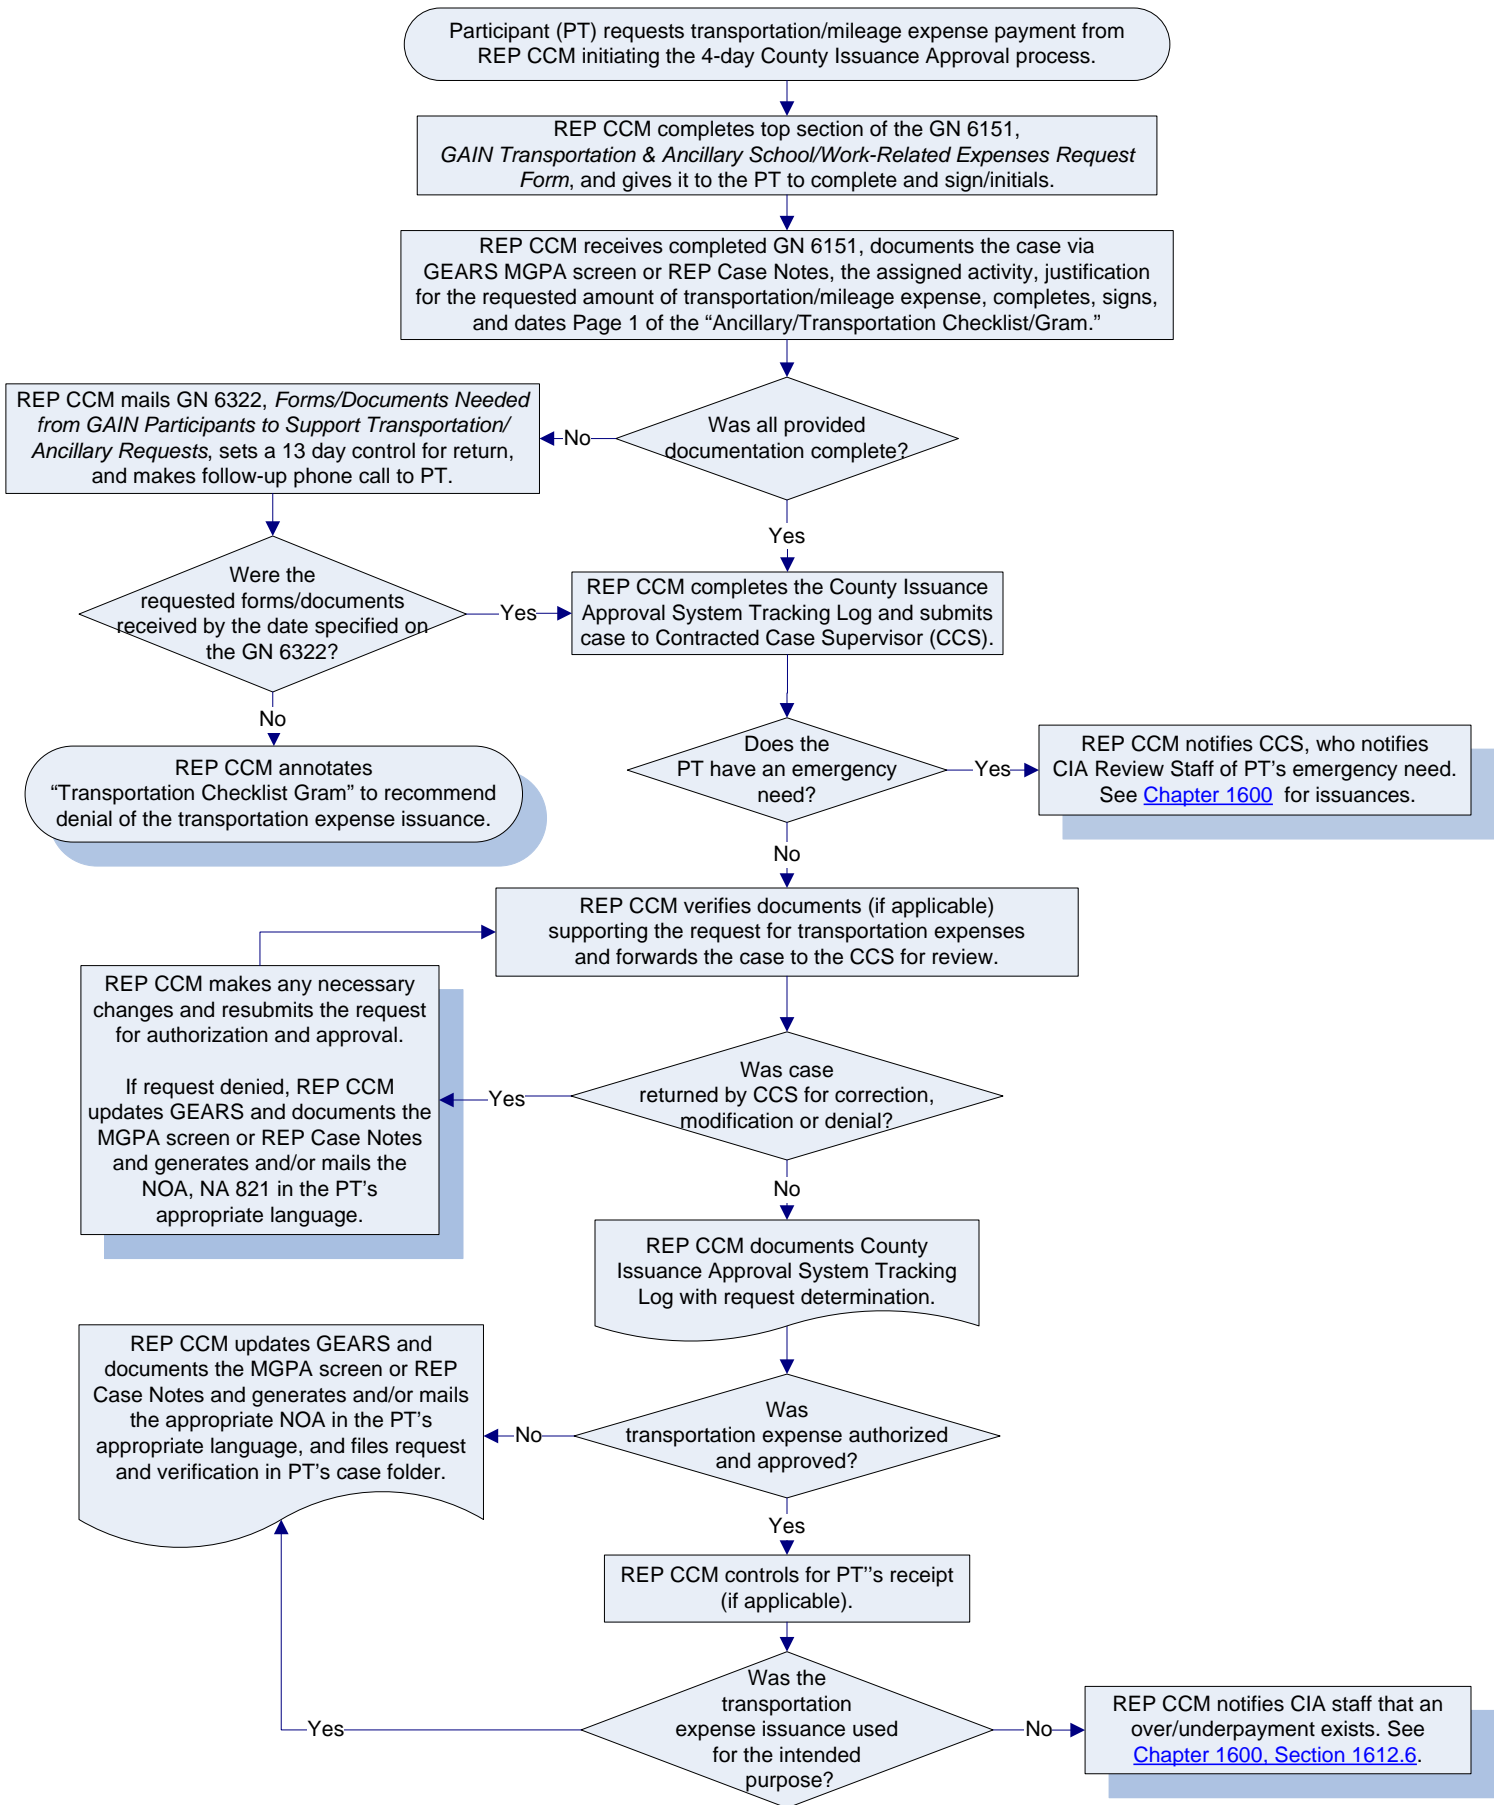 Participant (PT) requests transportation/mileage expense payment from
REP CCM initiating the 4-day County Issuance Approval process.
REP CCM completes top section of the GN 6151,
GAIN Transportation & Ancillary School/Work-Related Expenses Request
Form, and gives it to the PT to complete and sign/initials.
REP CCM receives completed GN 6151, documents the case via
GEARS MGPA screen or REP Case Notes, the assigned activity, justification
for the requested amount of transportation/mileage expense, completes, signs,
and dates Page 1 of the “Ancillary/Transportation Checklist/Gram.”
Was all provided
documentation complete?
No
REP CCM mails GN 6322, Forms/Documents Needed
from GAIN Participants to Support Transportation/
Ancillary Requests, sets a 13 day control for return,
and makes follow-up phone call to PT.
Yes
Were the
requested forms/documents
received by the date specified on
the GN 6322?
Yes
REP CCM completes the County Issuance
Approval System Tracking Log and submits
case to Contracted Case Supervisor (CCS).
No
REP CCM annotates
“Transportation Checklist Gram” to recommend
denial of the transportation expense issuance.
Does the
PT have an emergency
need?
Yes
REP CCM notifies CCS, who notifies
CIA Review Staff of PT’s emergency need.
See Chapter 1600 for issuances.
No
REP CCM verifies documents (if applicable)
supporting the request for transportation expenses
and forwards the case to the CCS for review.
REP CCM makes any necessary
changes and resubmits the request
for authorization and approval.
If request denied, REP CCM
updates GEARS and documents the
MGPA screen or REP Case Notes
and generates and/or mails the
NOA, NA 821 in the PT’s
appropriate language.
Yes
Was case
returned by CCS for correction,
modification or denial?
No
REP CCM documents County
Issuance Approval System Tracking
Log with request determination.
REP CCM updates GEARS and
documents the MGPA screen or REP
Case Notes and generates and/or mails
the appropriate NOA in the PT’s
appropriate language, and files request
and verification in PT’s case folder.
No
Was
transportation expense authorized
and approved?
Yes
REP CCM controls for PT’'s receipt
(if applicable).
Yes
Was the
transportation
expense issuance used
for the intended
purpose?
No
REP CCM notifies CIA staff that an
over/underpayment exists. See
Chapter 1600, Section 1612.6.